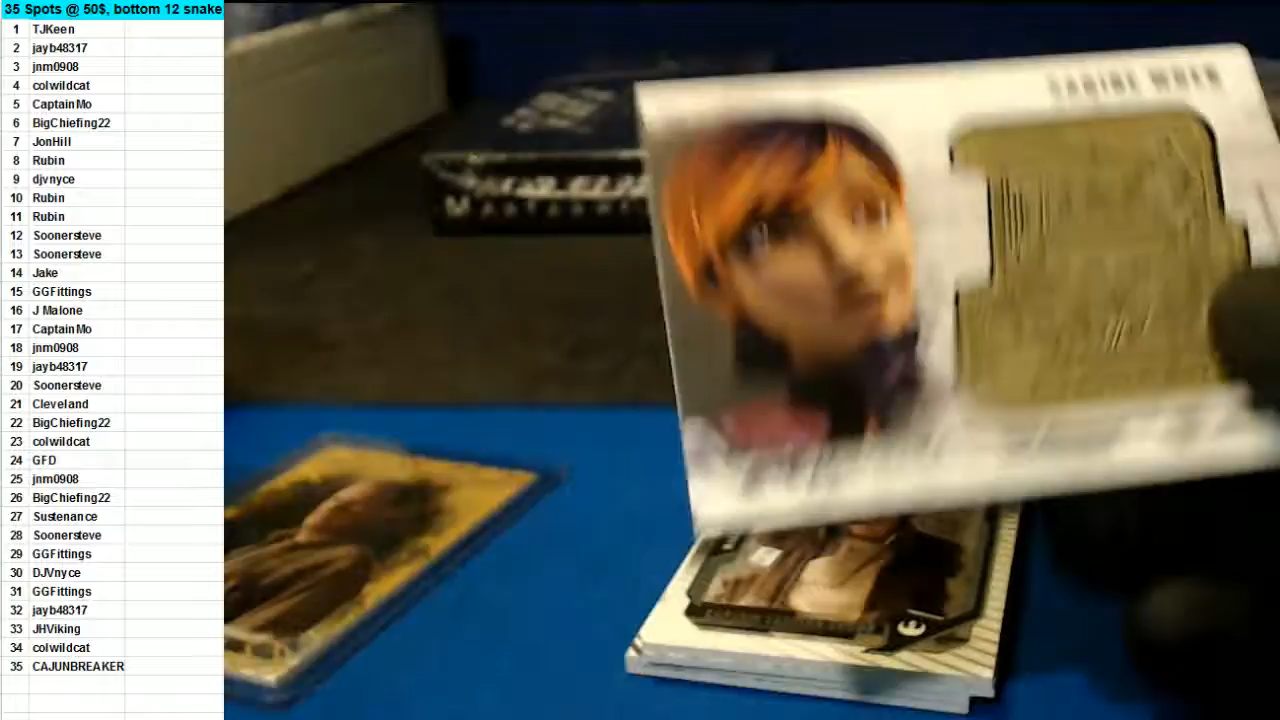 35 Spots @ 50$, bottom 12 snake
1 TJKeen
2 jayb48317
3 jnm0908
4 colwildcat
5 CaptainMo
6 BigChiefing22
7 JonHill
8 Rubin
9 djvnyce
10 Rubin
11 Rubin
12 Soonersteve
13 Soonersteve
14 Jake
15 GGFittings
16 J Malone
17 CaptainMo
18 jnm0908
19 jayb48317
20 Soonersteve
21 Cleveland
22 BigChiefing22
23 colwildcat
24 GFD
25 jnm0908
26 BigChiefing22
27 Sustenance
28 Soonersteve
29 GGFittings
30 DJVnyce
31 GGFittings
32 jayb48317
33 JHViking
34 colwildcat
35 CAJUNBREAKER
SABINE WREN